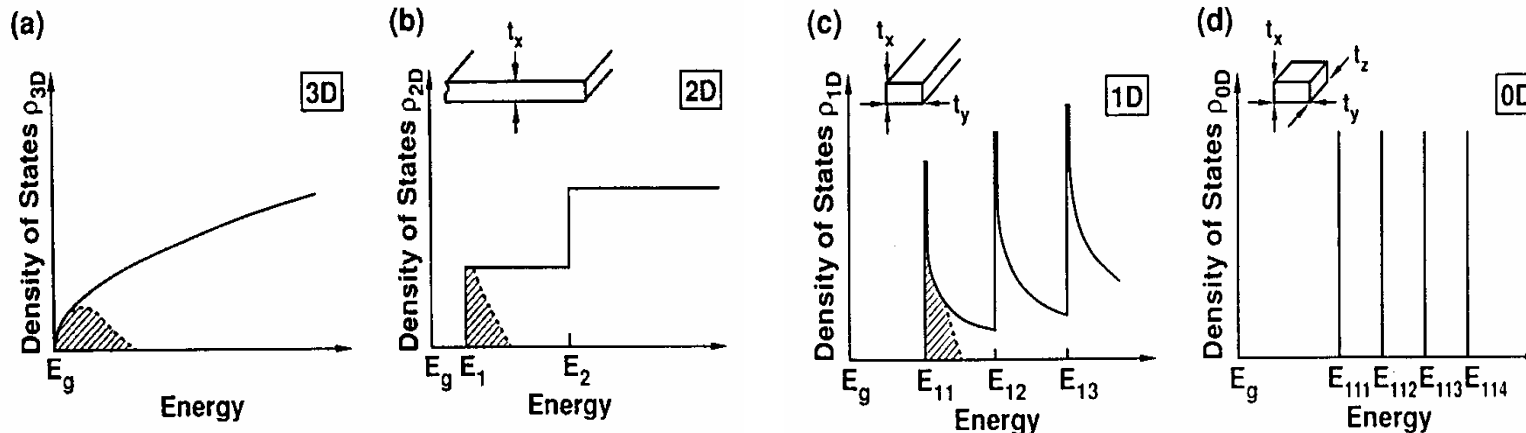 (a)
Density of States ρ3D
3D
Eg
Energy
(b)
Density of States ρ2D
tx
2D
Eg E1 E2
Energy
(c)
Density of States ρ1D
tx
ty
1D
Eg E11 E12 E13
Energy
(d)
Density of States ρ0D
tx
tz
ty
0D
Eg E111 E112 E113 E114
Energy